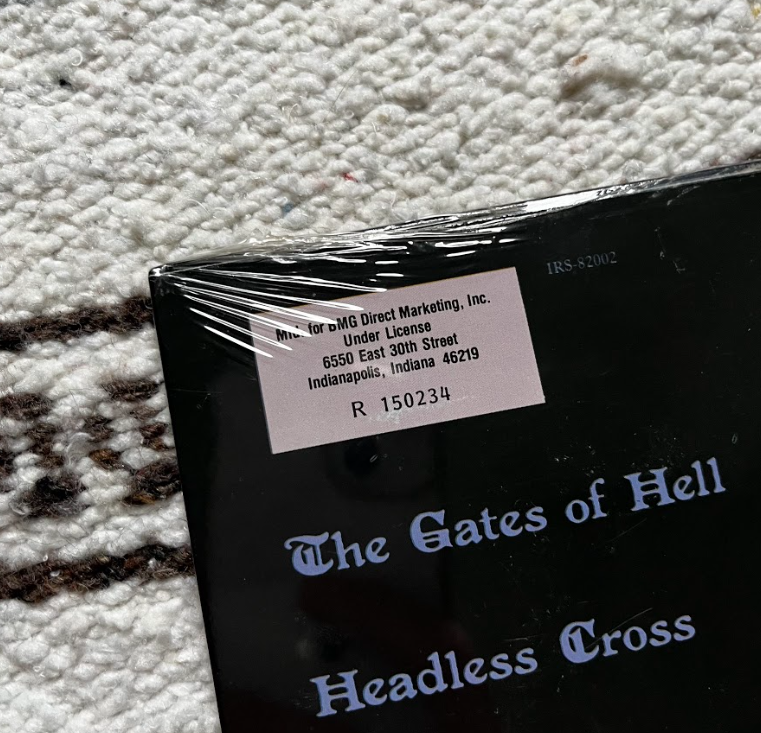 IRS-82002
Mfd. for BMG Direct Marketing, Inc.
Under License
6550 East 30th Street
Indianapolis, Indiana 46219
R 150234
The Gates of Hell
Headless Cross